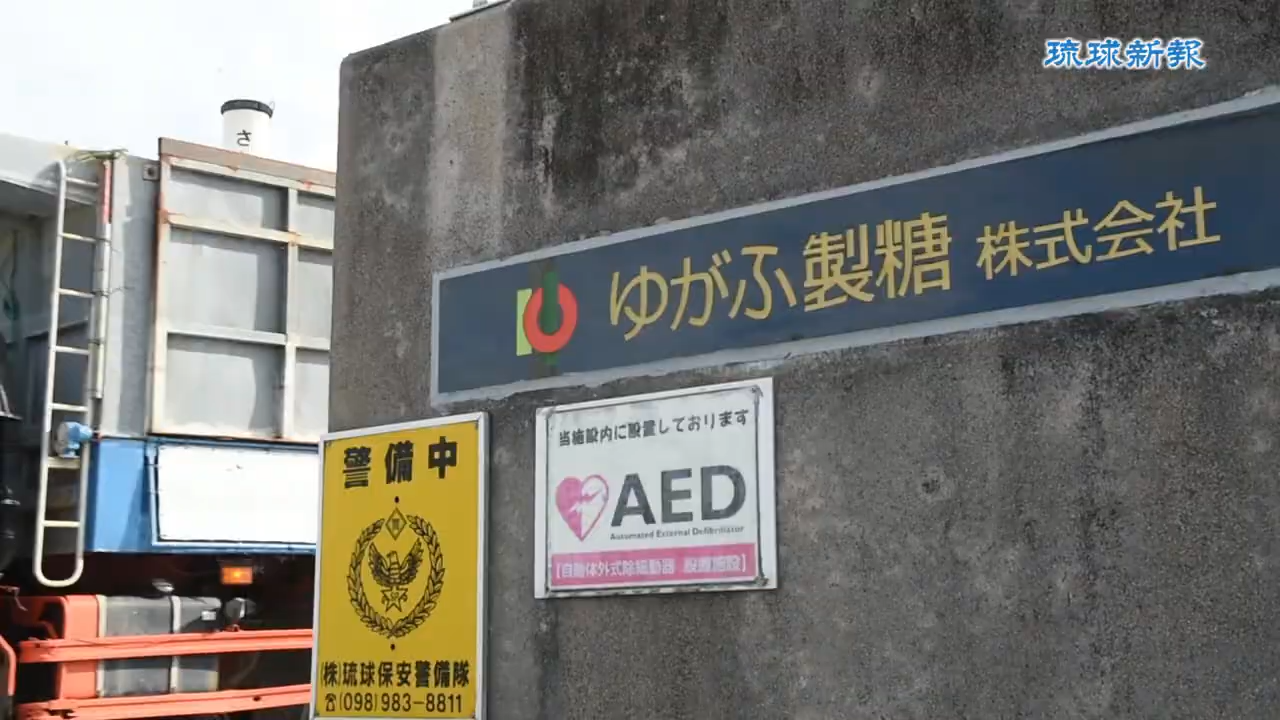 琉球新報
さ
ゆがふ製糖 株式会社
当施設内に設置しております
AED
Automated External Defibrillator
【自動体外式除細動器 設置施設】
警備中
(株)琉球保安警備隊
☎(098)983-8811